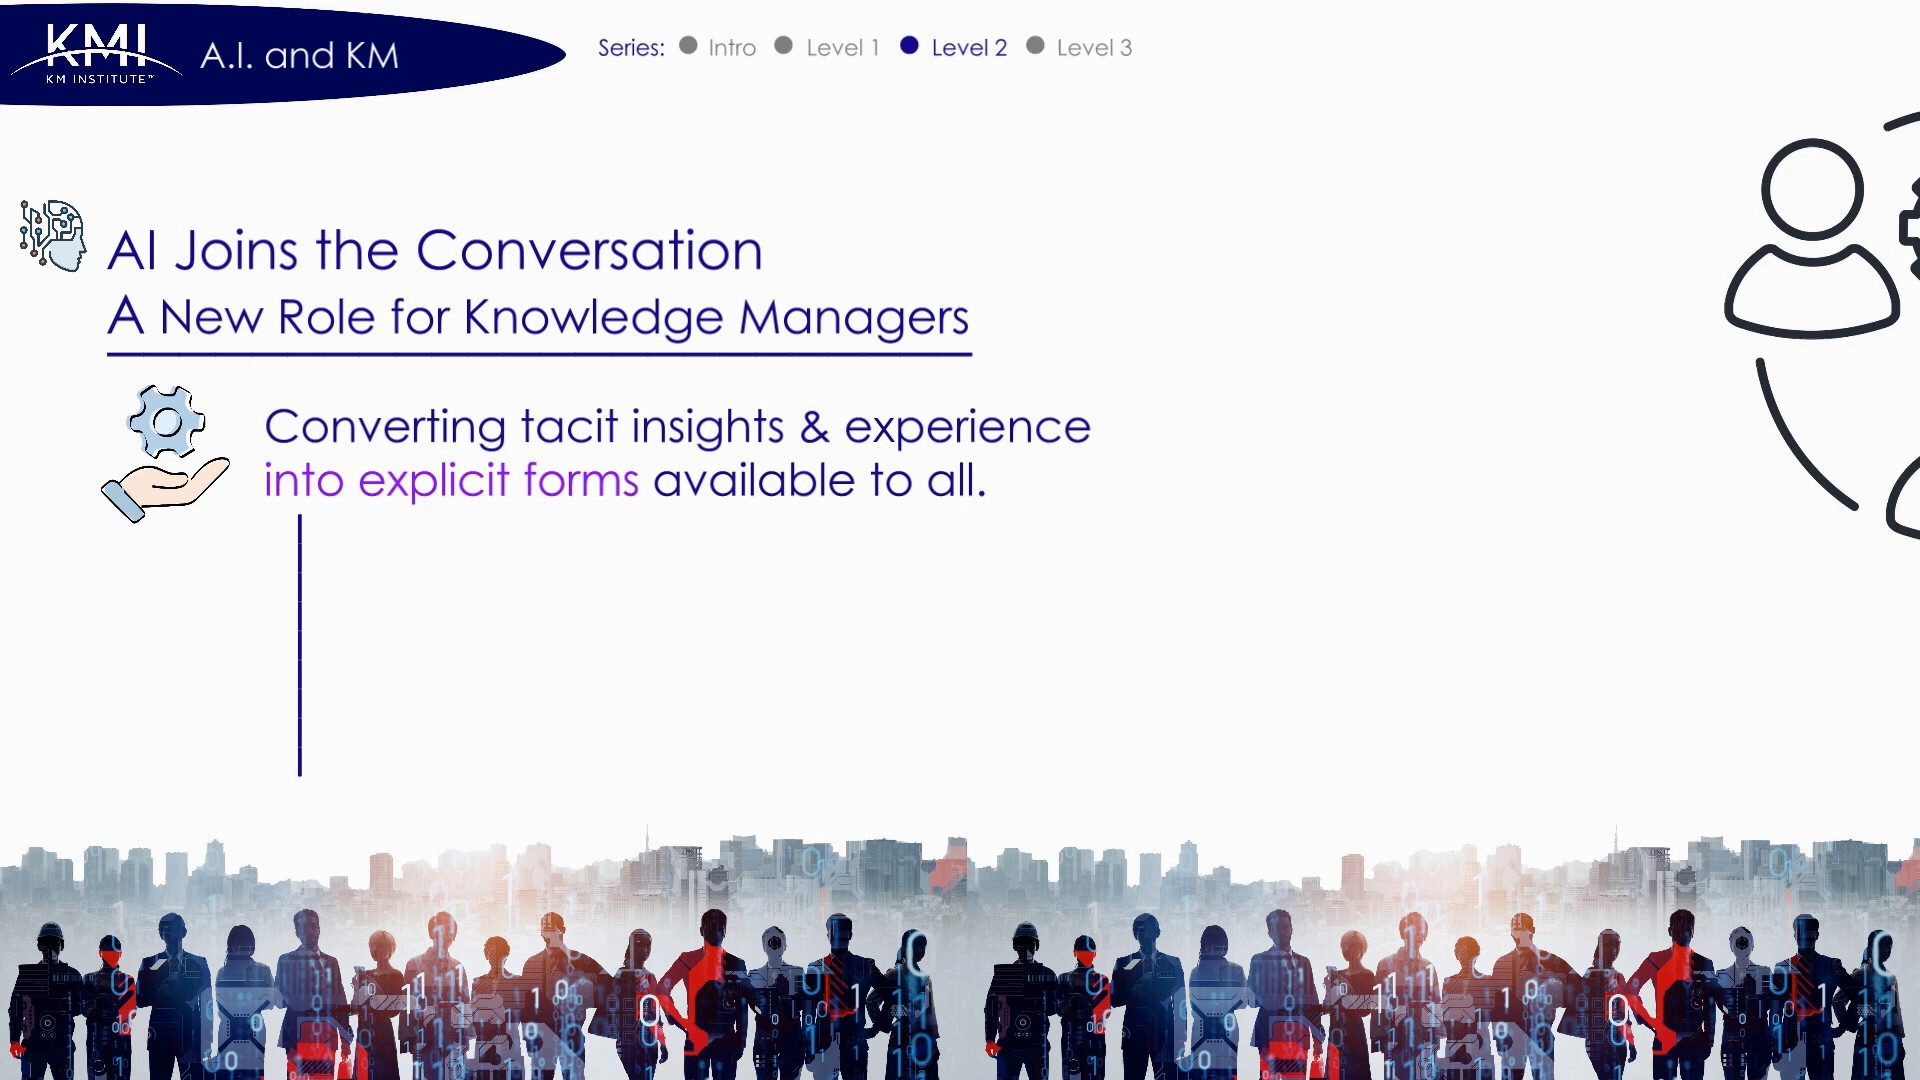 KMI
KM INSTITUTE™
A.I. and KM
Series: Intro Level 1 Level 2 Level 3
AI Joins the Conversation
A New Role for Knowledge Managers
Converting tacit insights & experience
into explicit forms available to all.